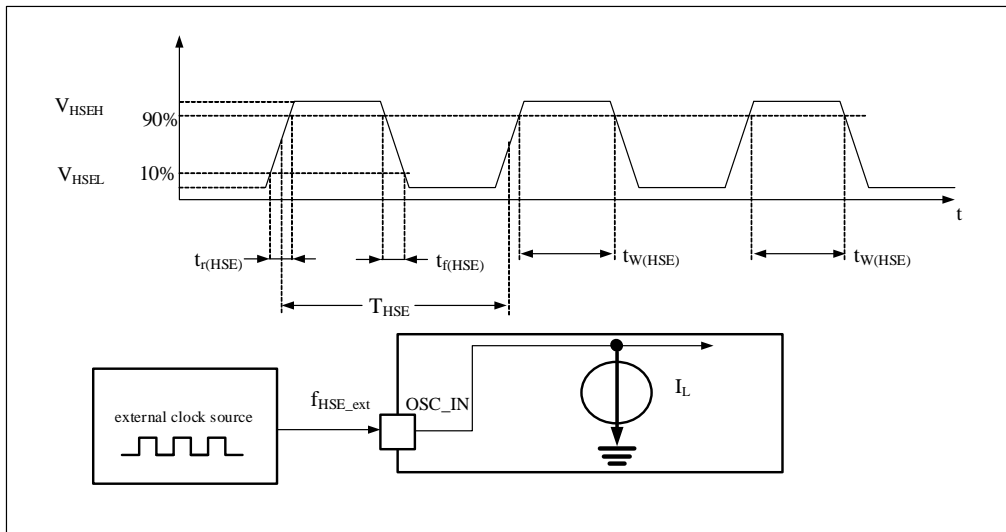 V_HSEH
90%
10%
V_HSEL
t
t_r(HSE)
t_f(HSE)
t_W(HSE)
t_W(HSE)
T_HSE
external clock source
f_HSE_ext
OSC_IN
I_L